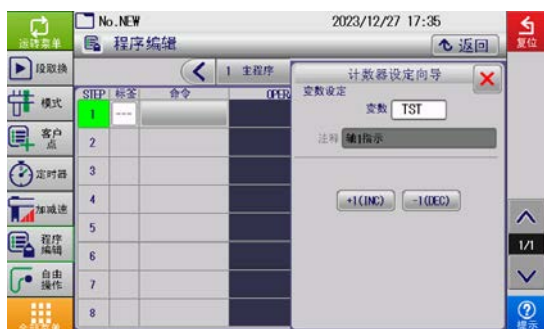 No.NEW 2023/12/27 17:35
运转菜单
程序编辑
返回
复位
段取换
1 主程序
计数器设定向导
模式
STEP 标签 命令 OPER
变数设定
变数 TST
1 ---
客户点
2
注释 轴1指示
定时器
3
+1(INC) -1(DEC)
加减速
4
5
程序编辑
1/1
6
自由操作
7
8
提示